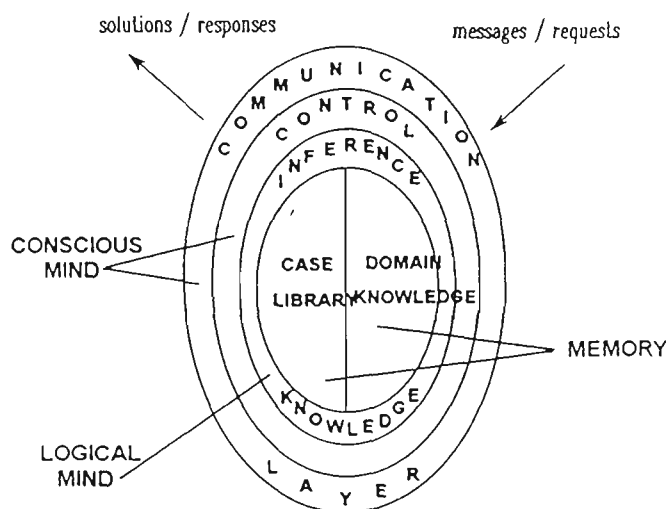 solutions / responses
messages / requests
COMMUNICATION
CONTROL
INFERENCE
CONSCIOUS
MIND
CASE
LIBRARY
DOMAIN
KNOWLEDGE
MEMORY
KNOWLEDGE
LOGICAL
MIND
LAYER